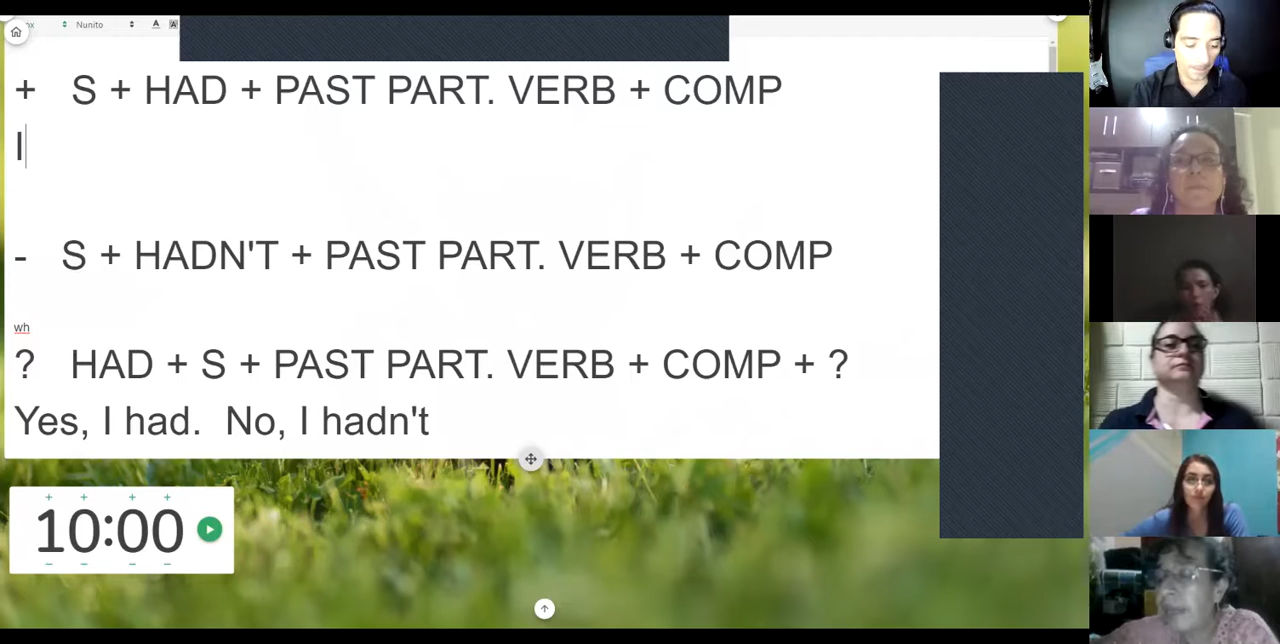 Nunito A A
+ S + HAD + PAST PART. VERB + COMP
I
- S + HADN'T + PAST PART. VERB + COMP
wh
? HAD + S + PAST PART. VERB + COMP + ?
Yes, I had. No, I hadn't
10:00